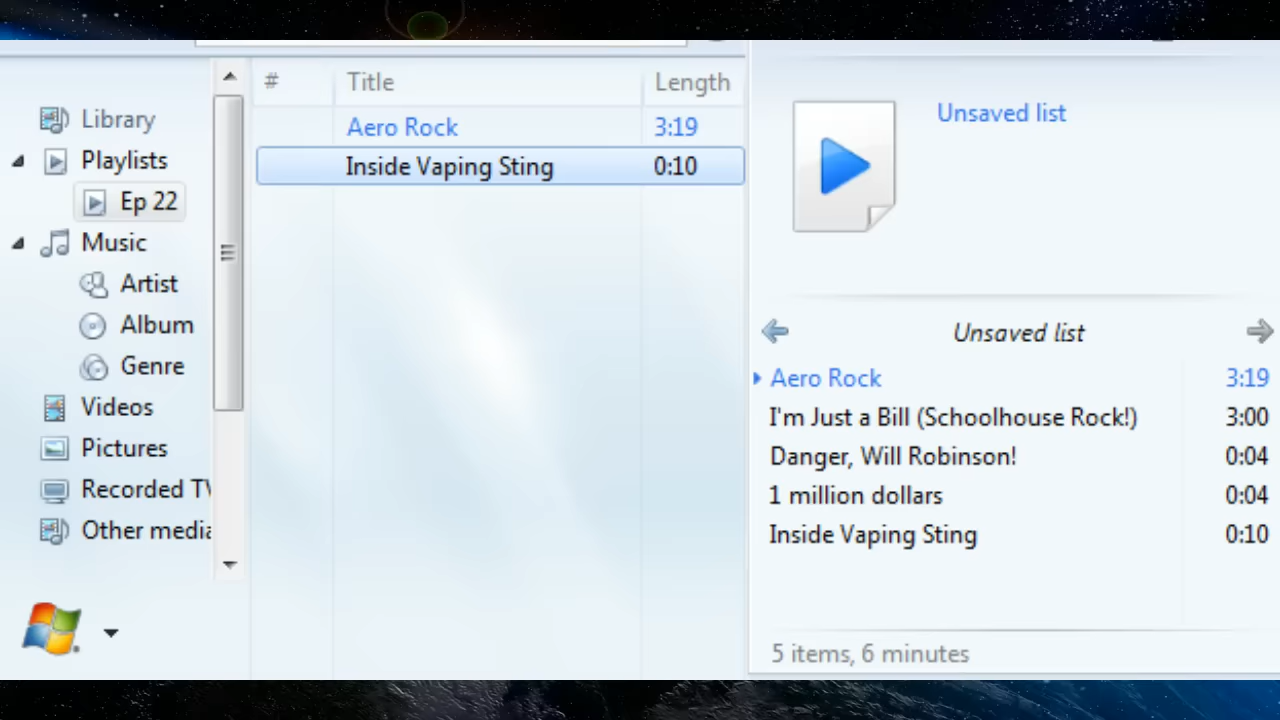 Library
Playlists
Ep 22
Music
Artist
Album
Genre
Videos
Pictures
Recorded TV
Other media
# Title Length
Aero Rock 3:19
Inside Vaping Sting 0:10
Unsaved list
Unsaved list
Aero Rock 3:19
I'm Just a Bill (Schoolhouse Rock!) 3:00
Danger, Will Robinson! 0:04
1 million dollars 0:04
Inside Vaping Sting 0:10
5 items, 6 minutes